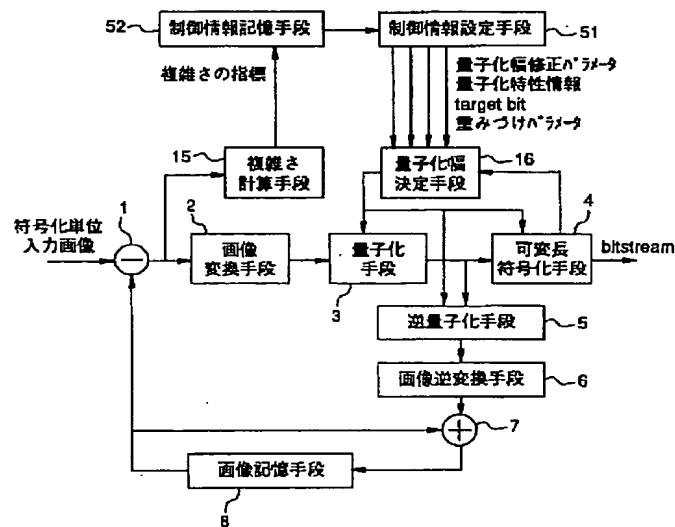 52
制御情報記憶手段
制御情報設定手段
51
複雑さの指標
量子化幅修正パラメータ
量子化特性情報
target bit
重みづけパラメータ
15
複雑さ
計算手段
量子化幅
決定手段
16
符号化単位
入力画像
1
2
画像
変換手段
量子化
手段
3
4
可変長
符号化手段
bitstream
逆量子化手段
5
画像逆変換手段
6
7
画像記憶手段
8